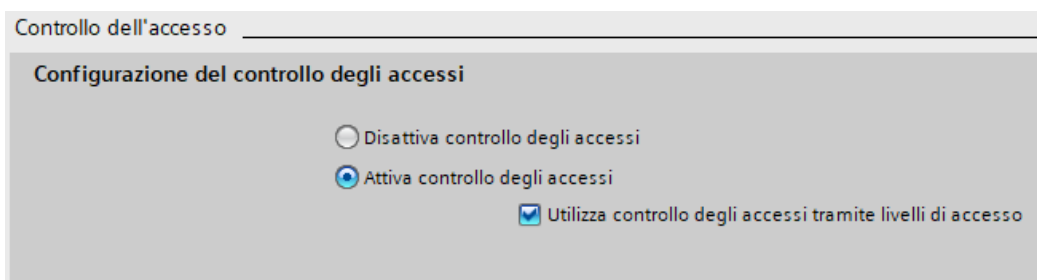 Controllo dell'accesso
Configurazione del controllo degli accessi
Disattiva controllo degli accessi
Attiva controllo degli accessi
Utilizza controllo degli accessi tramite livelli di accesso